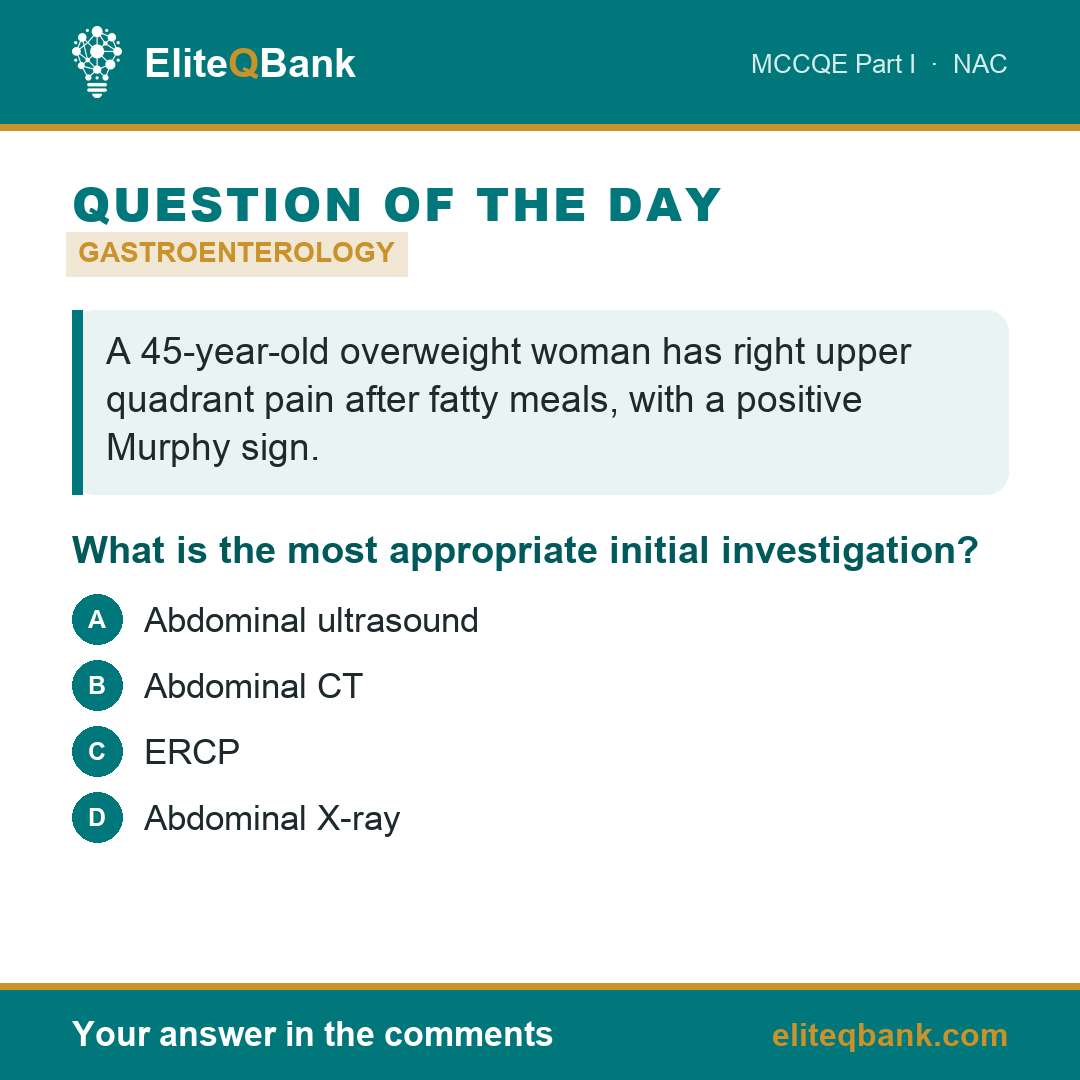 EliteQBank
MCCQE Part I · NAC
QUESTION OF THE DAY
GASTROENTEROLOGY
A 45-year-old overweight woman has right upper
quadrant pain after fatty meals, with a positive
Murphy sign.
What is the most appropriate initial investigation?
A Abdominal ultrasound
B Abdominal CT
C ERCP
D Abdominal X-ray
Your answer in the comments
eliteqbank.com